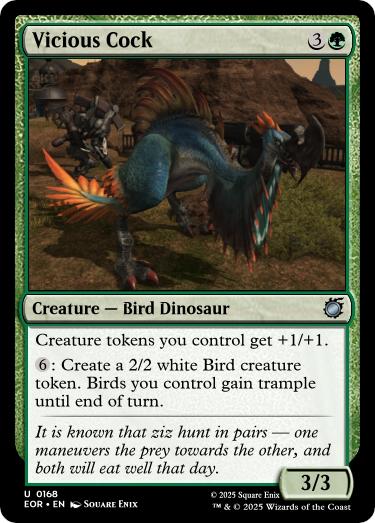 Vicious Cock 3
Creature — Bird Dinosaur
Creature tokens you control get +1/+1.
6: Create a 2/2 white Bird creature
token. Birds you control gain trample
until end of turn.
It is known that ziz hunt in pairs — one
maneuvers the prey towards the other, and
both will eat well that day.
3/3
U 0168
EOR • EN SQUARE ENIX
© 2025 Square Enix
™ & © 2025 Wizards of the Coast